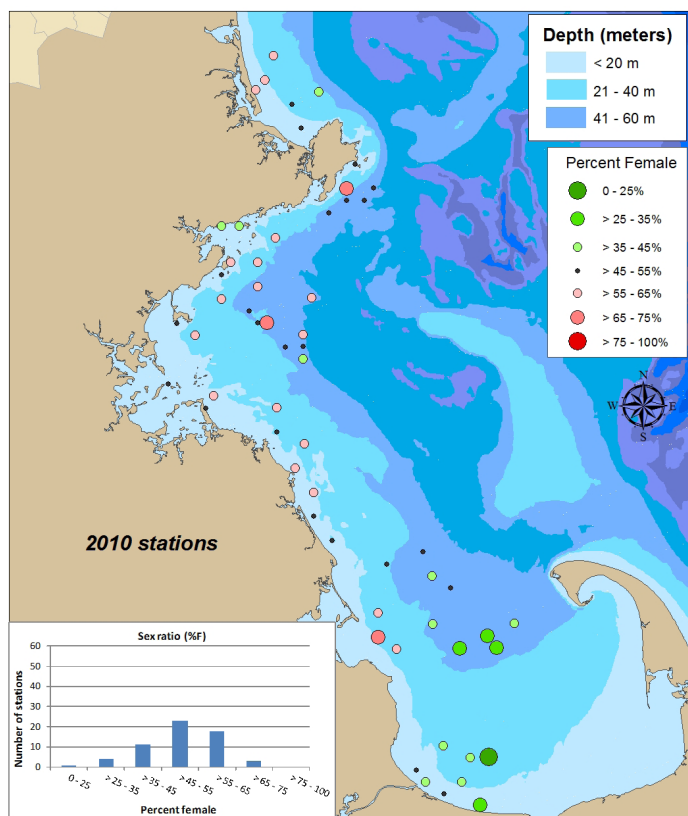 Depth (meters)
< 20 m
21 - 40 m
41 - 60 m
Percent Female
0 - 25%
> 25 - 35%
> 35 - 45%
> 45 - 55%
> 55 - 65%
> 65 - 75%
> 75 - 100%
N
W E
S
2010 stations
Sex ratio (%F)
Number of stations
60
50
40
30
20
10
0
0 - 25
> 25 - 35
> 35 - 45
> 45 - 55
> 55 - 65
> 65 - 75
> 75 - 100
Percent female